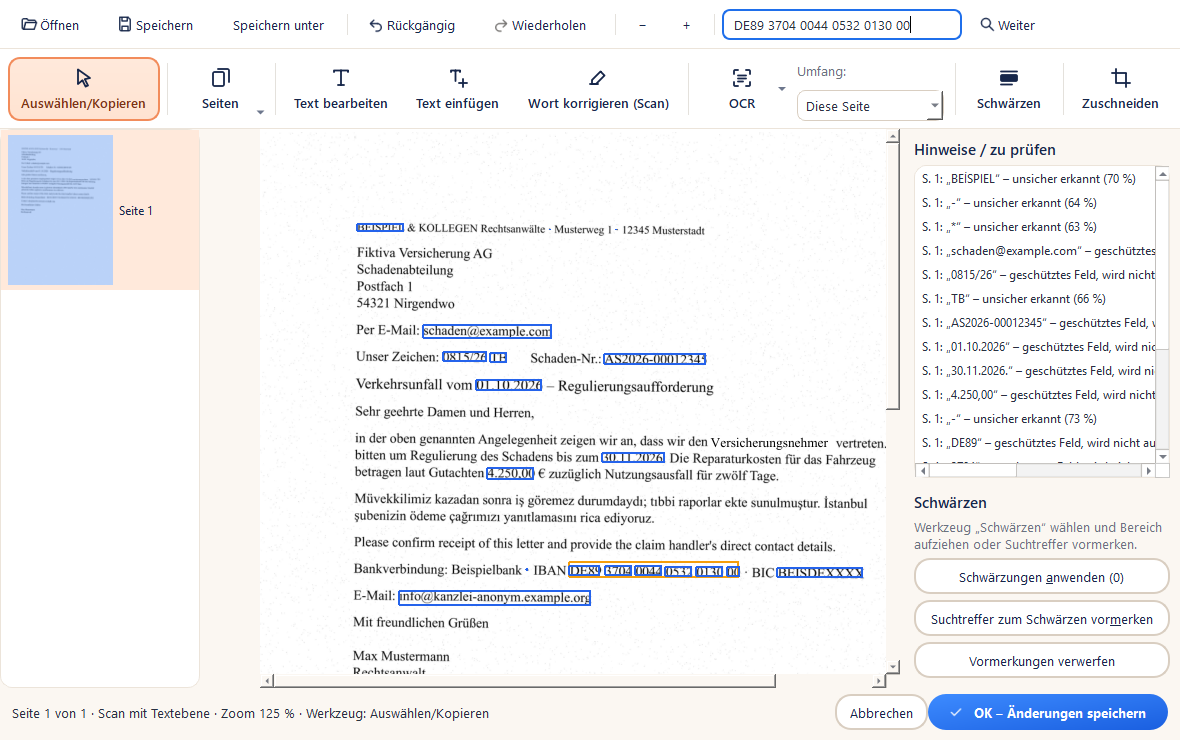 Öffnen Speichern Speichern unter Rückgängig Wiederholen − + DE89 3704 0044 0532 0130 00 Weiter
Auswählen/Kopieren Seiten Text bearbeiten Text einfügen Wort korrigieren (Scan) OCR Umfang: Diese Seite Schwärzen Zuschneiden
Seite 1
BEISPIEL & KOLLEGEN Rechtsanwälte · Musterweg 1 - 12345 Musterstadt
Fiktiva Versicherung AG
Schadenabteilung
Postfach 1
54321 Nirgendwo
Per E-Mail: schaden@example.com
Unser Zeichen: 0815/26 TB Schaden-Nr.: AS2026-00012345
Verkehrsunfall vom 01.10.2026 – Regulierungsaufforderung
Sehr geehrte Damen und Herren,
in der oben genannten Angelegenheit zeigen wir an, dass wir den Versicherungsnehmer vertreten.
bitten um Regulierung des Schadens bis zum 30.11.2026. Die Reparaturkosten für das Fahrzeug
betragen laut Gutachten 4.250,00 € zuzüglich Nutzungsausfall für zwölf Tage.
Müvekkilimiz kazadan sonra iş göremez durumdaydı; tıbbi raporlar ekte sunulmuştur. İstanbul
şubenizin ödeme çağrımızı yanıtlamasını rica ediyoruz.
Please confirm receipt of this letter and provide the claim handler's direct contact details.
Bankverbindung: Beispielbank · IBAN DE89 3704 0044 0532 0130 00 · BIC BEISDEXXXX
E-Mail: info@kanzlei-anonym.example.org
Mit freundlichen Grüßen
Max Mustermann
Rechtsanwalt
Hinweise / zu prüfen
S. 1: „BEİSPIEL“ – unsicher erkannt (70 %)
S. 1: „-“ – unsicher erkannt (64 %)
S. 1: „*“ – unsicher erkannt (63 %)
S. 1: „schaden@example.com“ – geschütztes
S. 1: „0815/26“ – geschütztes Feld, wird nicht
S. 1: „TB“ – unsicher erkannt (66 %)
S. 1: „AS2026-00012345“ – geschütztes Feld, w
S. 1: „01.10.2026“ – geschütztes Feld, wird nic
S. 1: „30.11.2026.“ – geschütztes Feld, wird ni
S. 1: „4.250,00“ – geschütztes Feld, wird nicht
S. 1: „-“ – unsicher erkannt (73 %)
S. 1: „DE89“ – geschütztes Feld, wird nicht au
Schwärzen
Werkzeug „Schwärzen“ wählen und Bereich
aufziehen oder Suchtreffer vormerken.
Schwärzungen anwenden (0)
Suchtreffer zum Schwärzen vormerken
Vormerkungen verwerfen
Seite 1 von 1 · Scan mit Textebene · Zoom 125 % · Werkzeug: Auswählen/Kopieren
Abbrechen OK – Änderungen speichern